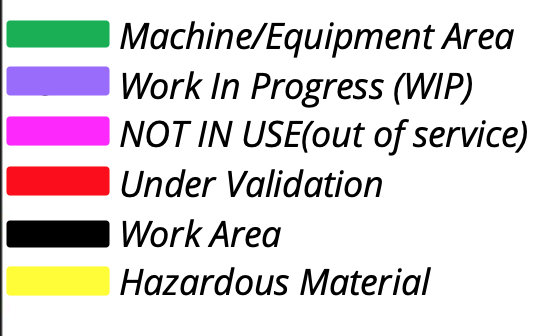 Machine/Equipment Area
Work In Progress (WIP)
NOT IN USE(out of service)
Under Validation
Work Area
Hazardous Material